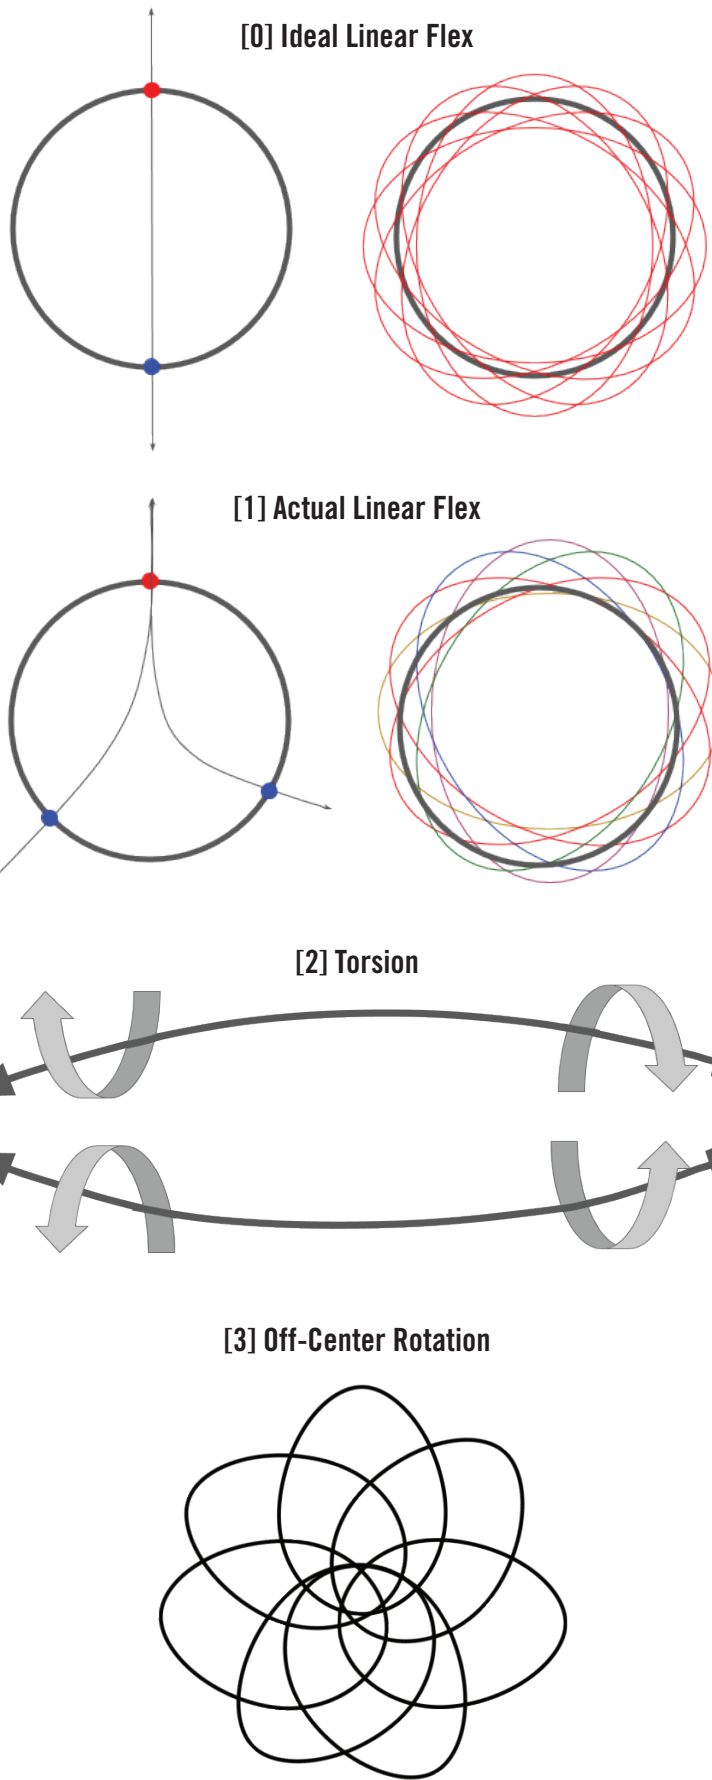 [0] Ideal Linear Flex
[1] Actual Linear Flex
[2] Torsion
[3] Off-Center Rotation